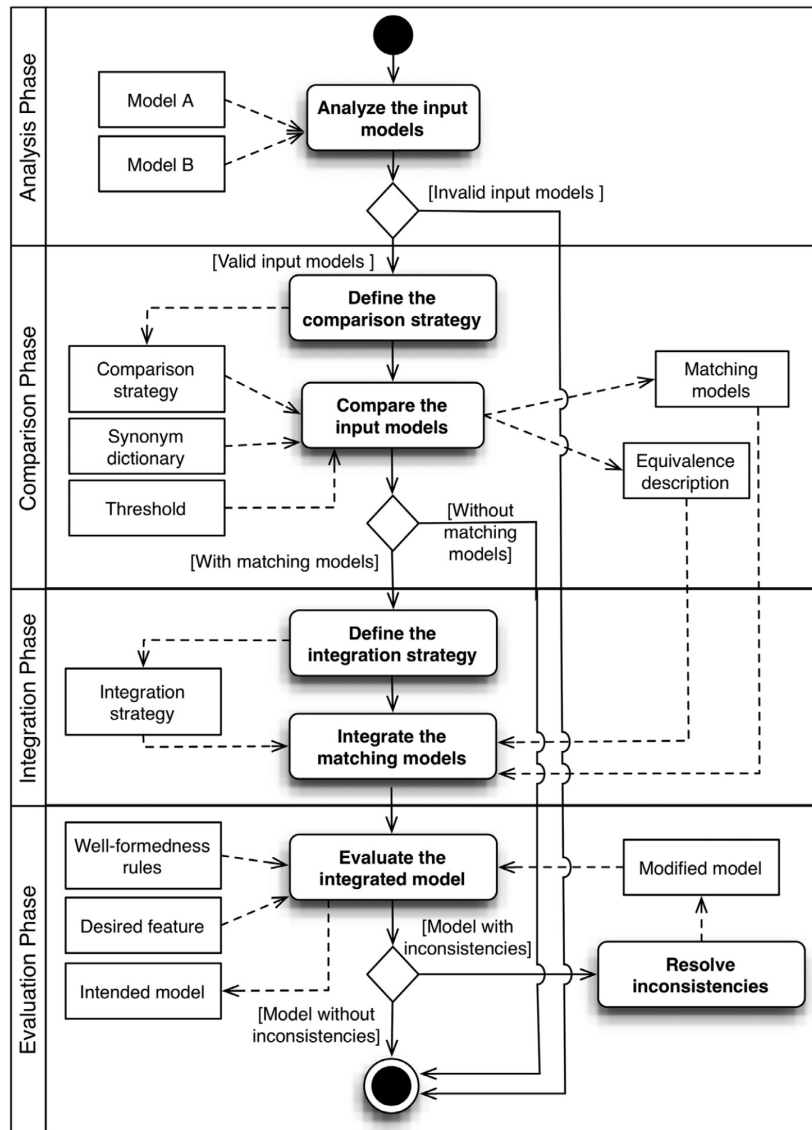 Analysis Phase
Model A
Model B
Analyze the input
models
[Invalid input models ]
[Valid input models ]
Comparison Phase
Define the
comparison strategy
Comparison
strategy
Synonym
dictionary
Threshold
Compare the
input models
Matching
models
Equivalence
description
[Without
matching
models]
[With matching models]
Integration Phase
Define the
integration strategy
Integration
strategy
Integrate the
matching models
Evaluation Phase
Well-formedness
rules
Desired feature
Intended model
Evaluate the
integrated model
Modified model
[Model with
inconsistencies]
Resolve
inconsistencies
[Model without
inconsistencies]